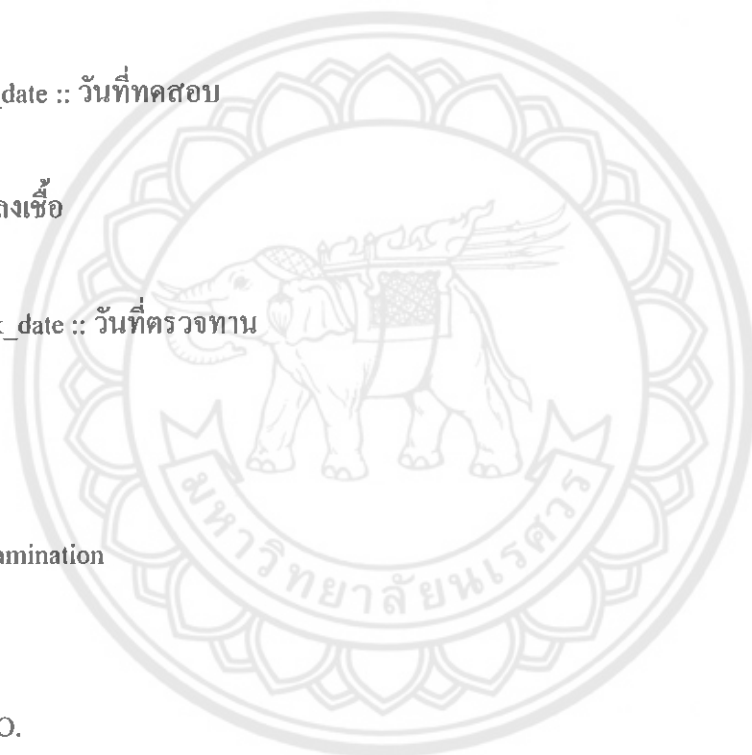 _date :: วันที่ทดสอบ
ลงเชื้อ
_date :: วันที่ตรวจทาน
มหาวิทยาลัยนเรศวร
amination
O.